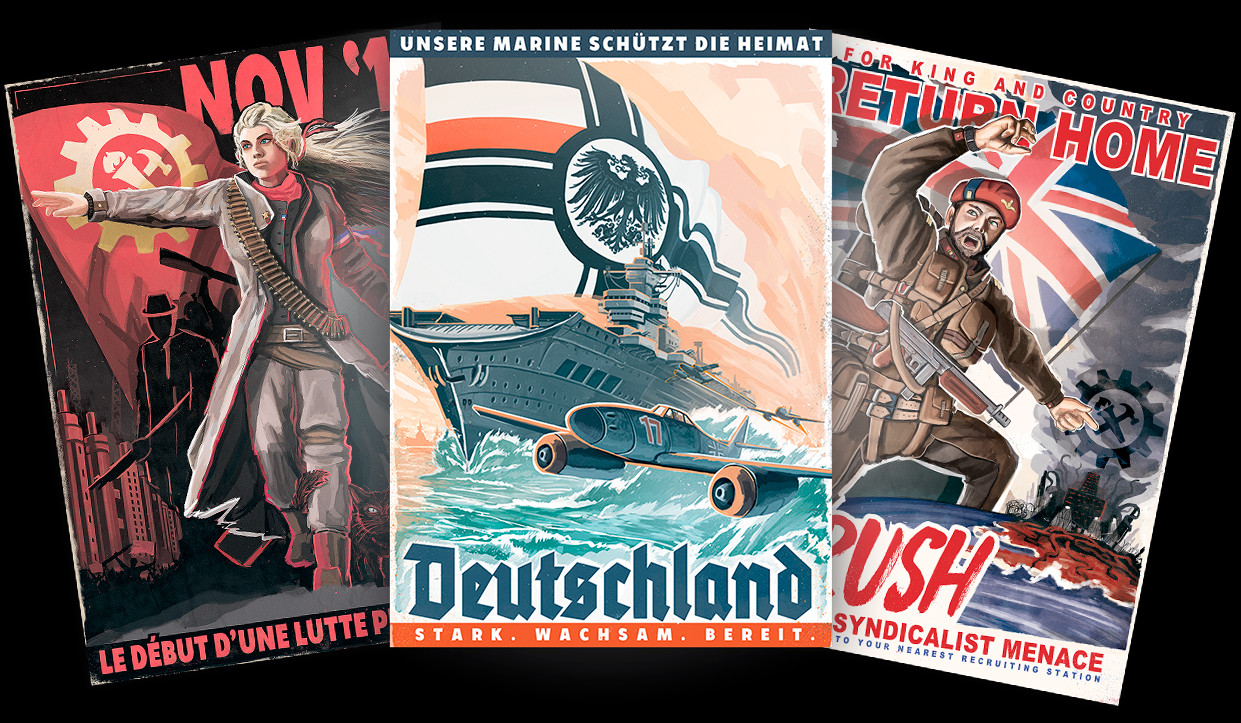 NOV '1
LE DÉBUT D'UNE LUTTE P
UNSERE MARINE SCHÜTZT DIE HEIMAT
17
Deutschland
STARK. WACHSAM. BEREIT.
FOR KING AND COUNTRY
RETURN HOME
RUSH
SYNDICALIST MENACE
TO YOUR NEAREST RECRUITING STATION